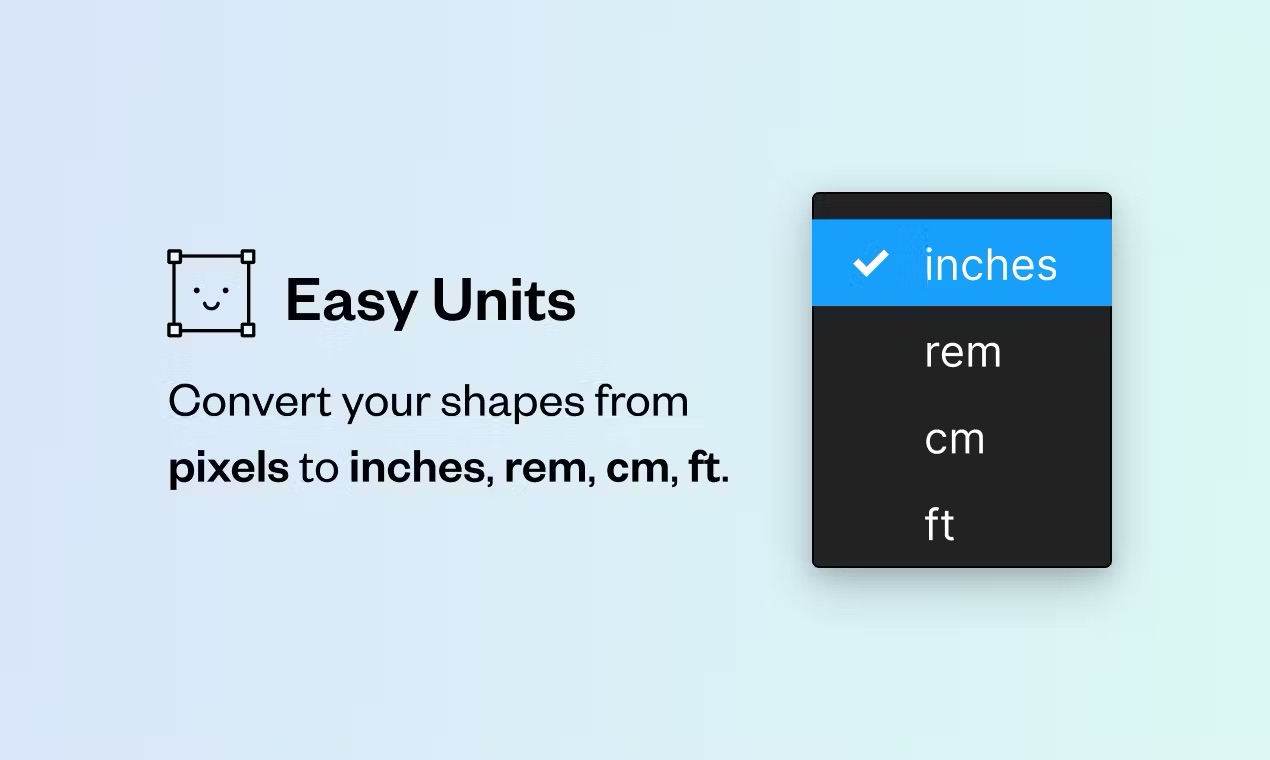 Easy Units
Convert your shapes from
pixels to inches, rem, cm, ft.
inches
rem
cm
ft